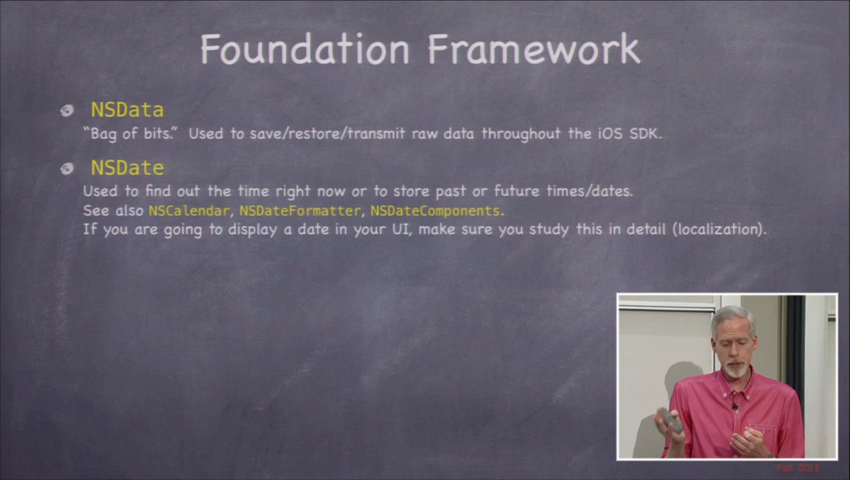 Foundation Framework
NSData
“Bag of bits.” Used to save/restore/transmit raw data throughout the iOS SDK.
NSDate
Used to find out the time right now or to store past or future times/dates.
See also NSCalendar, NSDateFormatter, NSDateComponents.
If you are going to display a date in your UI, make sure you study this in detail (localization).
Fall 2013